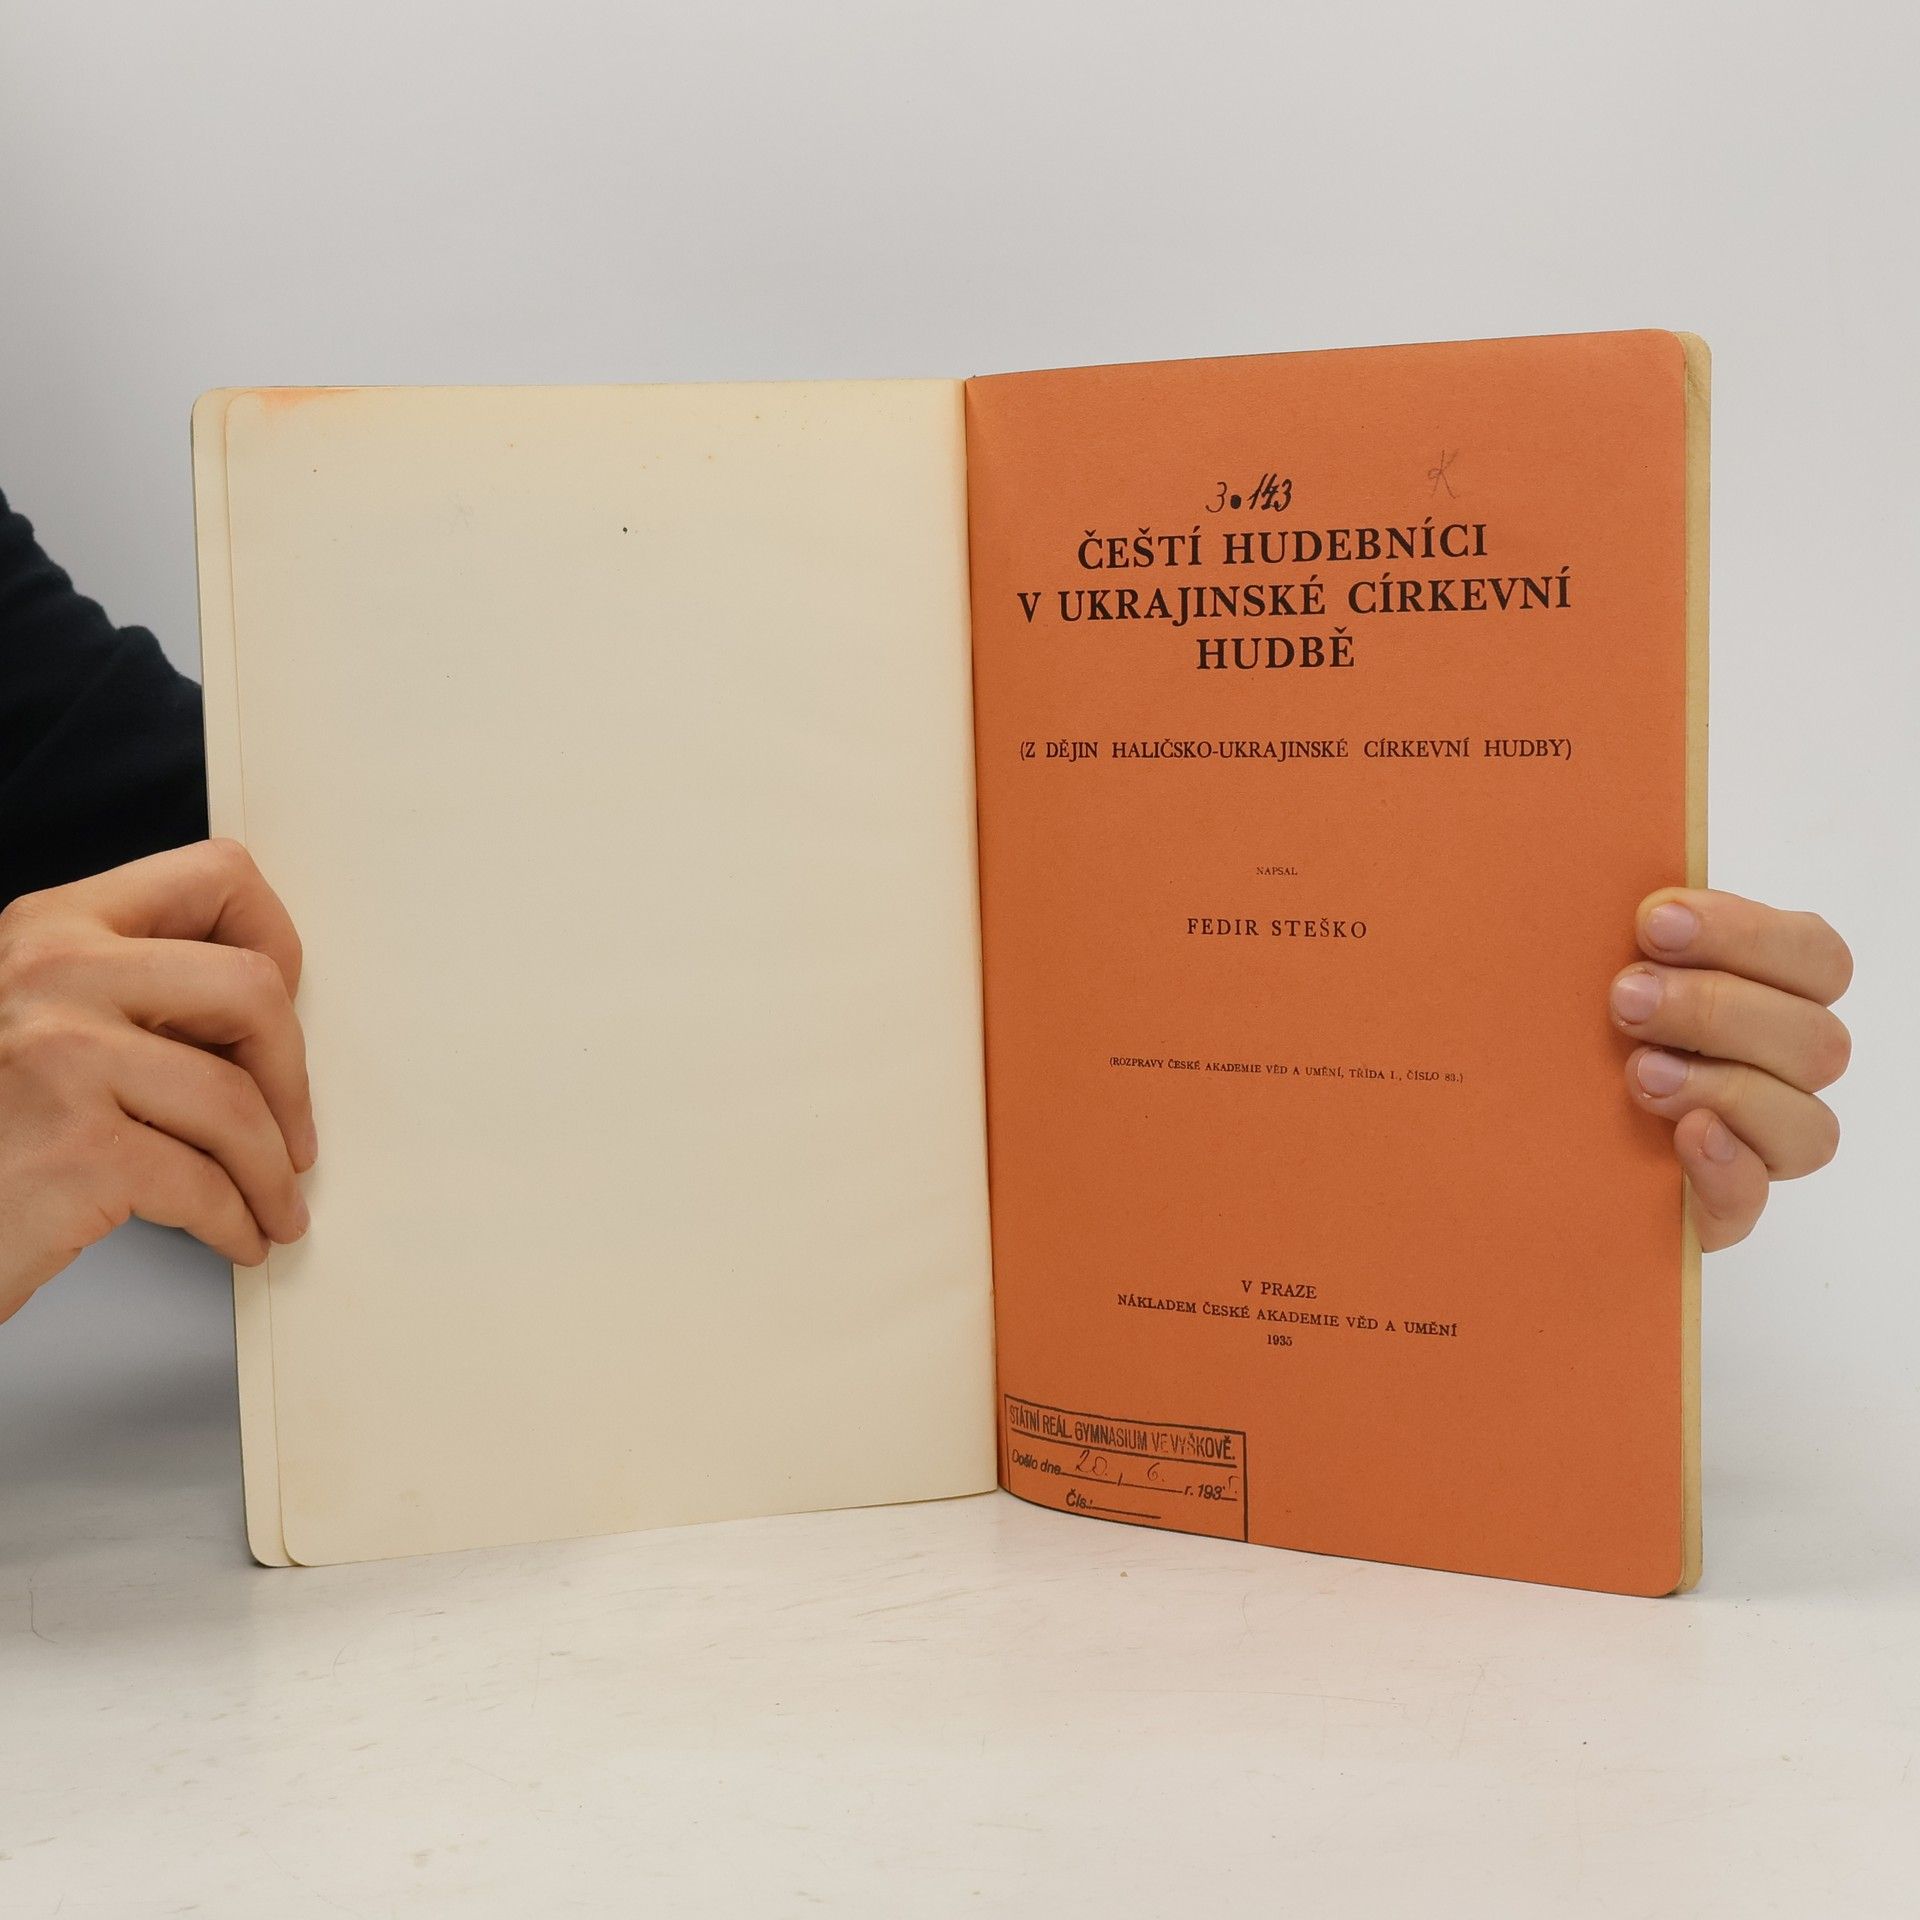 3.143
K
ČEŠTÍ HUDEBNÍCI
V UKRAJINSKÉ CÍRKEVNÍ
HUDBĚ
(Z DĚJIN HALIČSKO-UKRAJINSKÉ CÍRKEVNÍ HUDBY)
NAPSAL
FEDIR STEŠKO
(ROZPRAVY ČESKÉ AKADEMIE VĚD A UMĚNÍ, TŘÍDA I., ČÍSLO 83.)
V PRAZE
NÁKLADEM ČESKÉ AKADEMIE VĚD A UMĚNÍ
1935
STÁTNÍ REÁL. GYMNASIUM VE VYŠKOVĚ.
Došlo dne 20. 6. r. 1935.
Čís.: